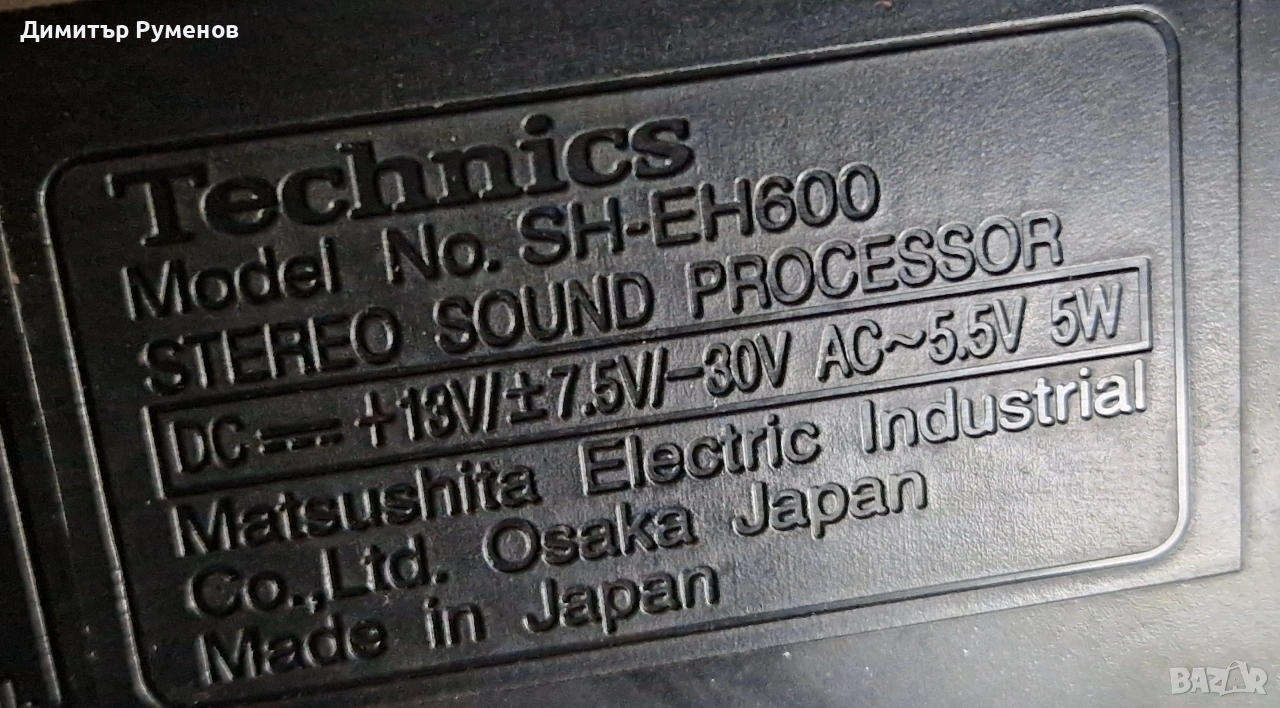 Димитър Руменов
Technics
Model No. SH-EH600
STEREO SOUND PROCESSOR
DC⎓ +13V/±7.5V/-30V AC~5.5V 5W
Matsushita Electric Industrial
Co.,Ltd. Osaka Japan
Made in Japan
BAZAR